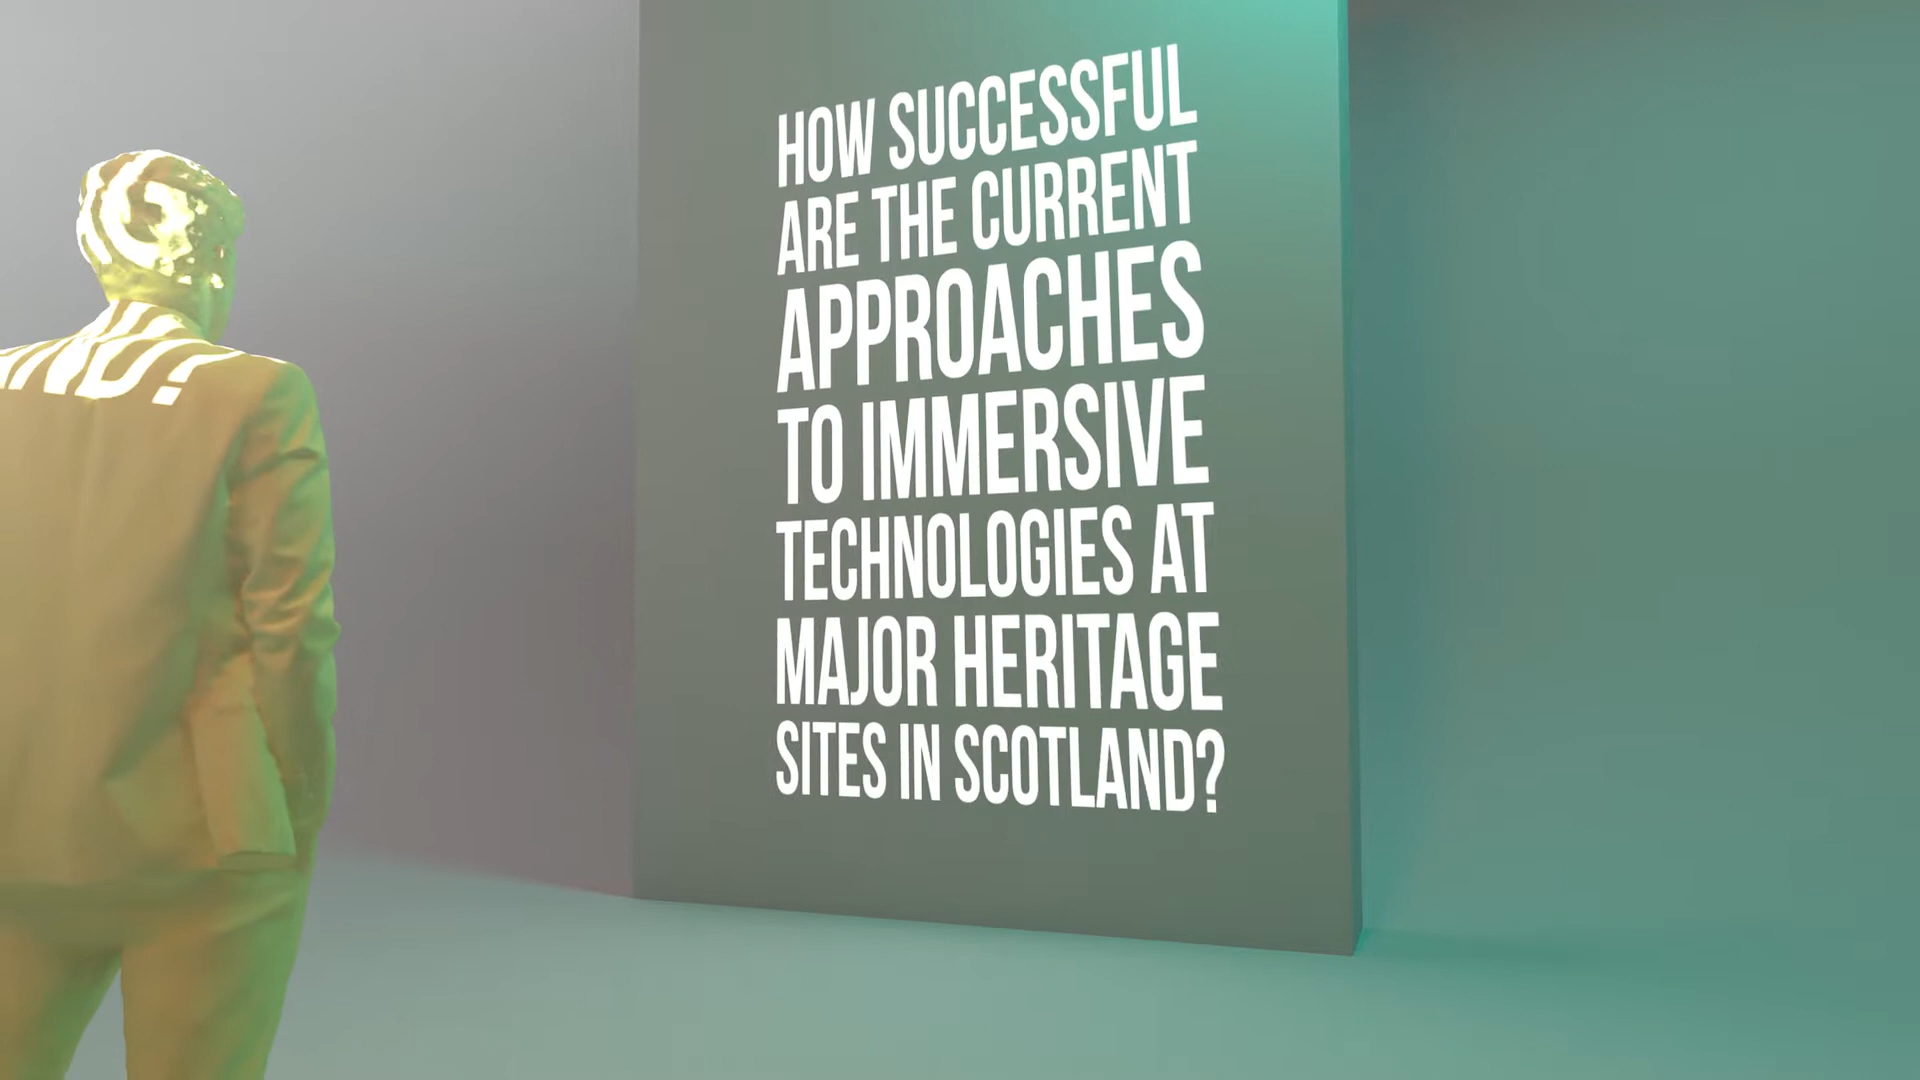 HOW SUCCESSFUL
ARE THE CURRENT
APPROACHES
TO IMMERSIVE
TECHNOLOGIES AT
MAJOR HERITAGE
SITES IN SCOTLAND?